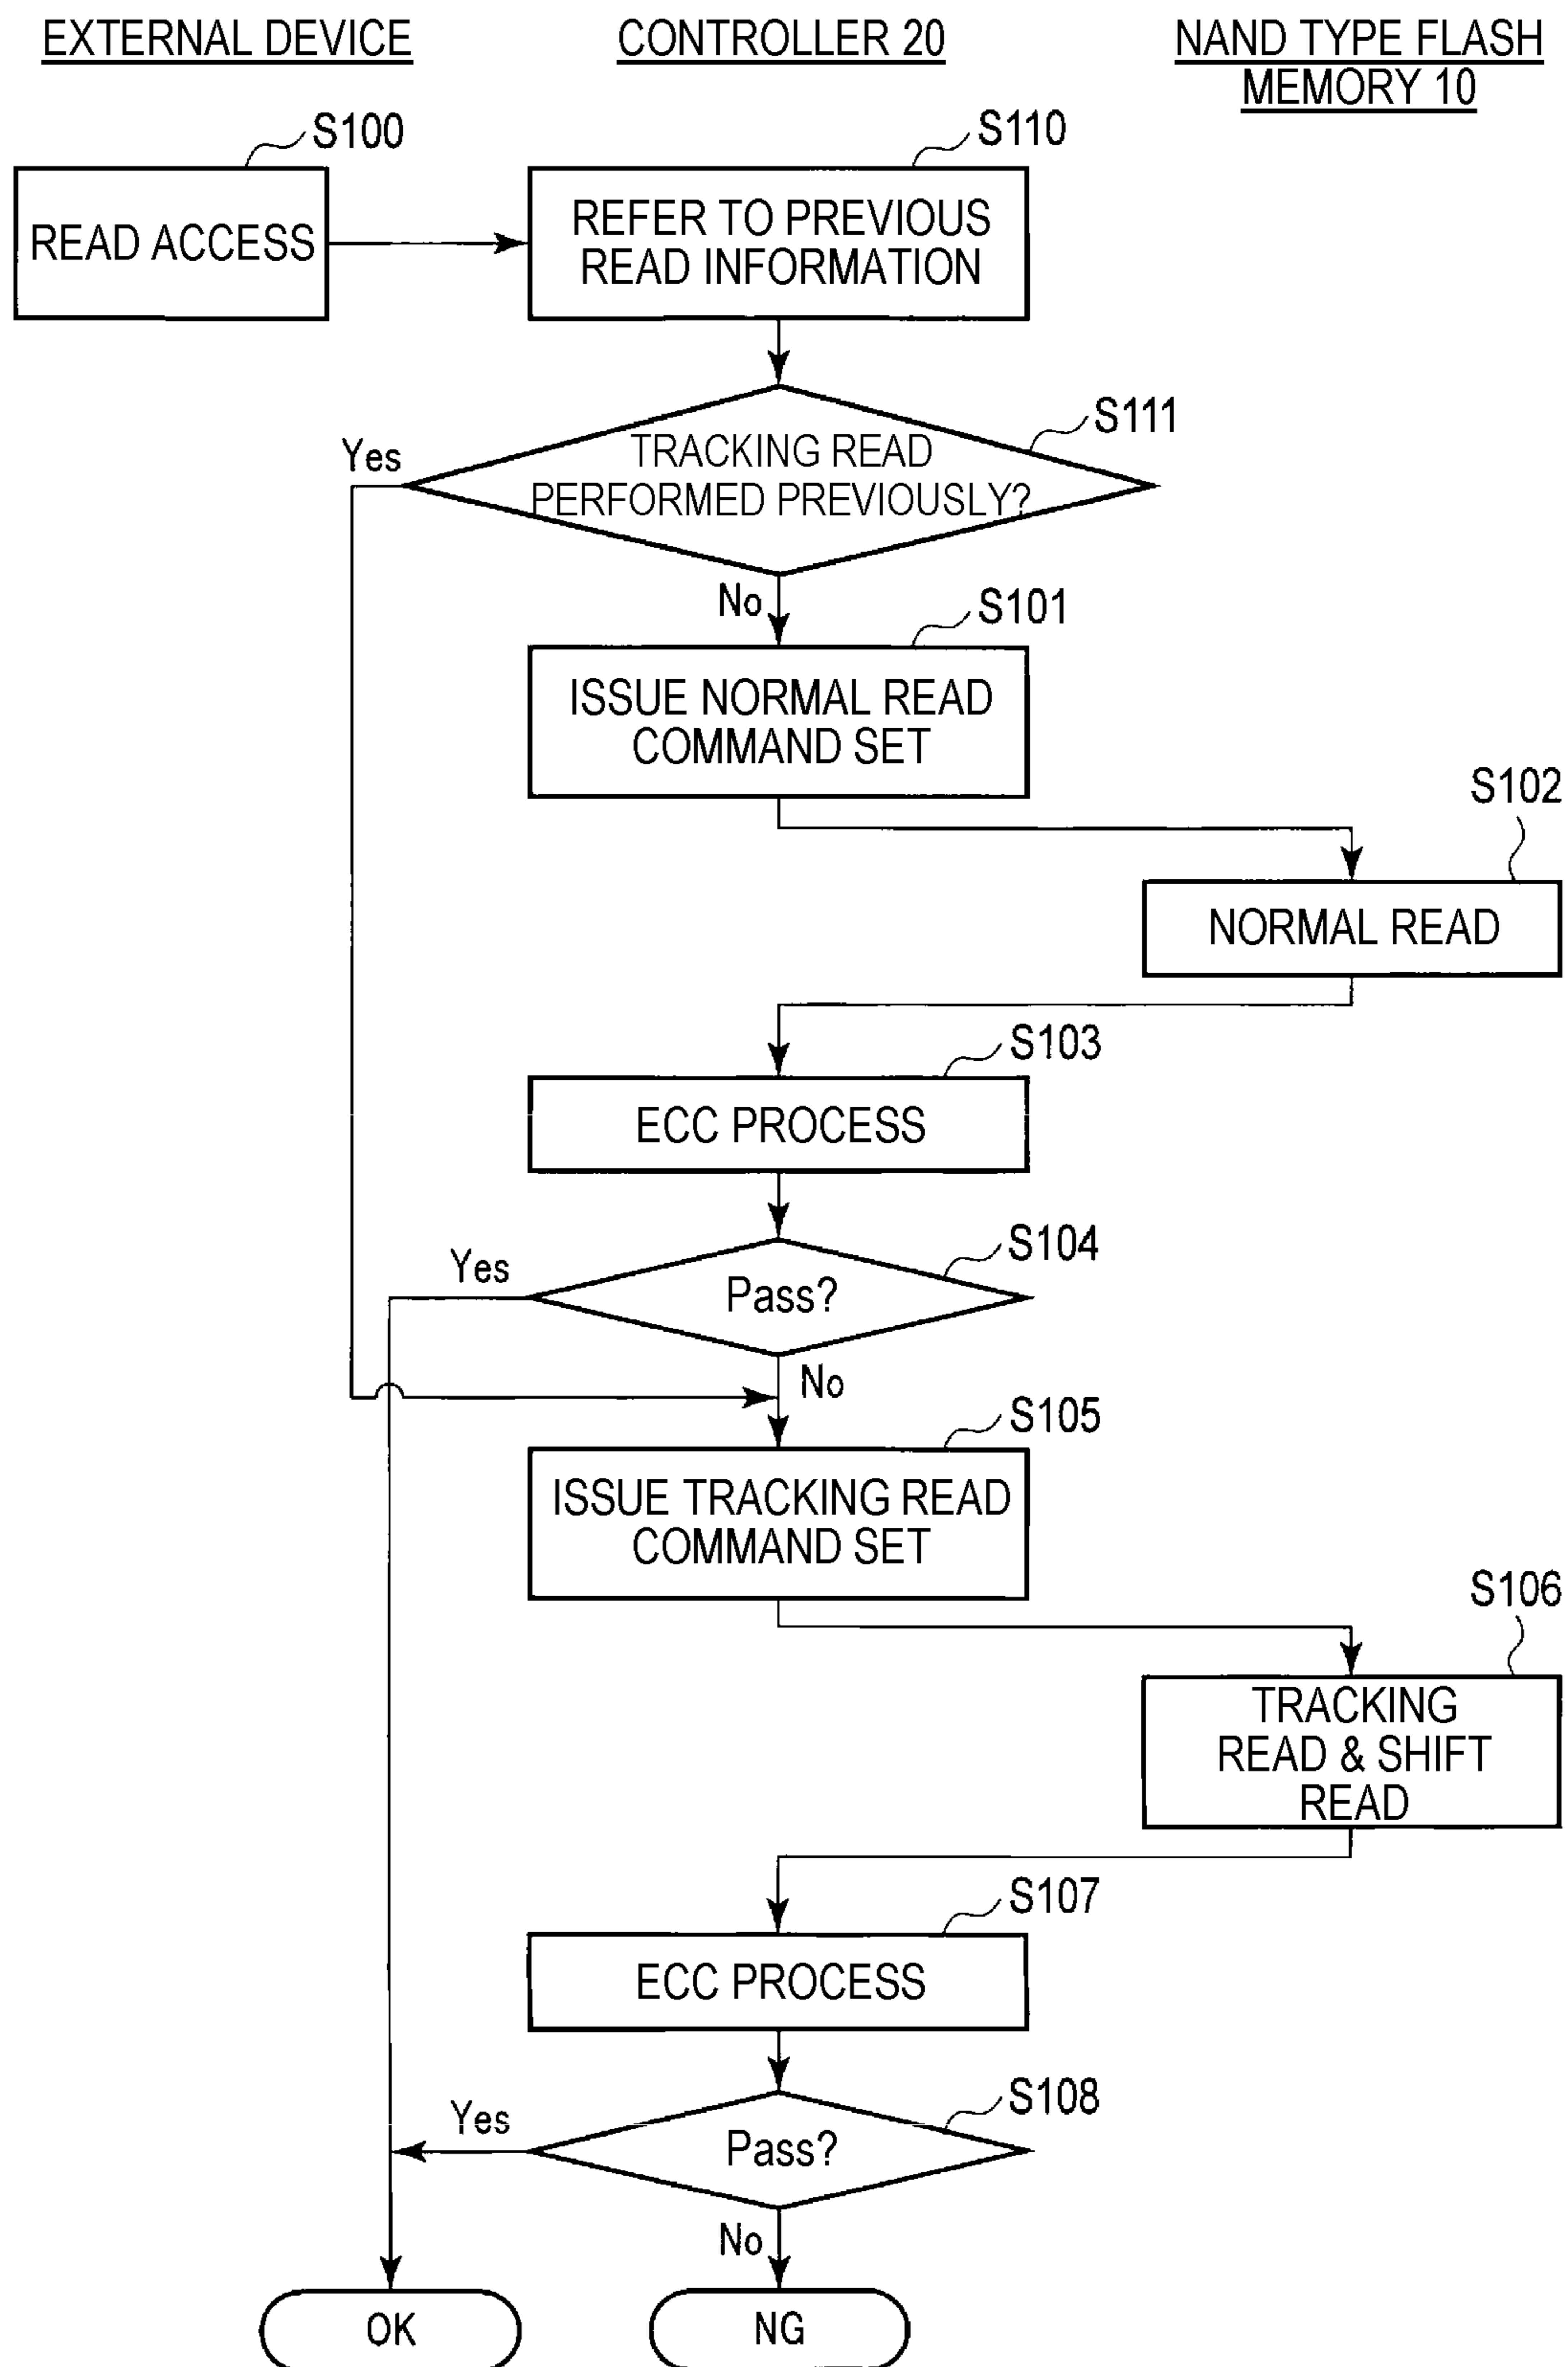 EXTERNAL DEVICE
CONTROLLER 20
NAND TYPE FLASH
MEMORY 10
S100
S110
READ ACCESS
REFER TO PREVIOUS
READ INFORMATION
S111
Yes
TRACKING READ
PERFORMED PREVIOUSLY?
No
S101
ISSUE NORMAL READ
COMMAND SET
S102
NORMAL READ
S103
ECC PROCESS
S104
Yes
Pass?
No
S105
ISSUE TRACKING READ
COMMAND SET
S106
TRACKING
READ & SHIFT
READ
S107
ECC PROCESS
S108
Yes
Pass?
No
OK
NG